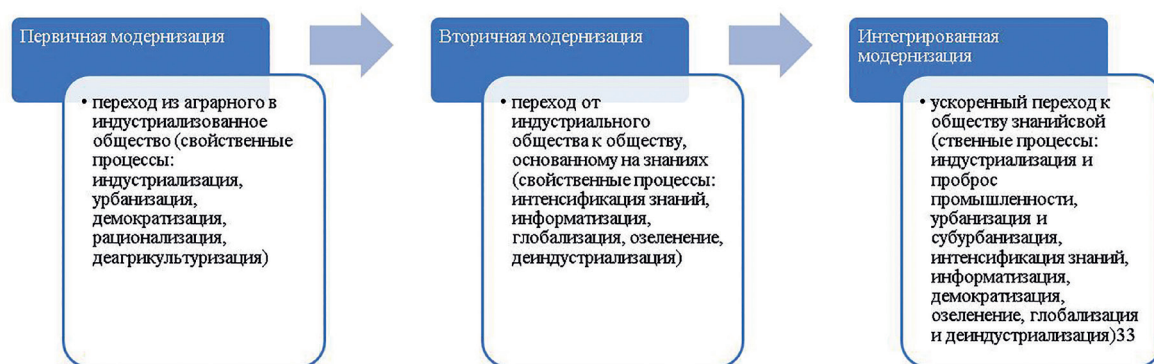 Первичная модернизация
• переход из аграрного в
индустриализованное
общество (свойственные
процессы:
индустриализация,
урбанизация,
демократизация,
рационализация,
деагрикультуризация)
Вторичная модернизация
• переход от
индустриального
общества к обществу,
основанному на знаниях
(свойственные процессы:
интенсификация знаний,
информатизация,
глобализация, озеленение,
деиндустриализация)
Интегрированная
модернизация
• ускоренный переход к
обществу знанийсвой
(ственные процессы:
индустриализация и
проброс
промышленности,
урбанизация и
субурбанизация,
интенсификация знаний,
информатизация,
демократизация,
озеленение, глобализация
и деиндустриализация)33